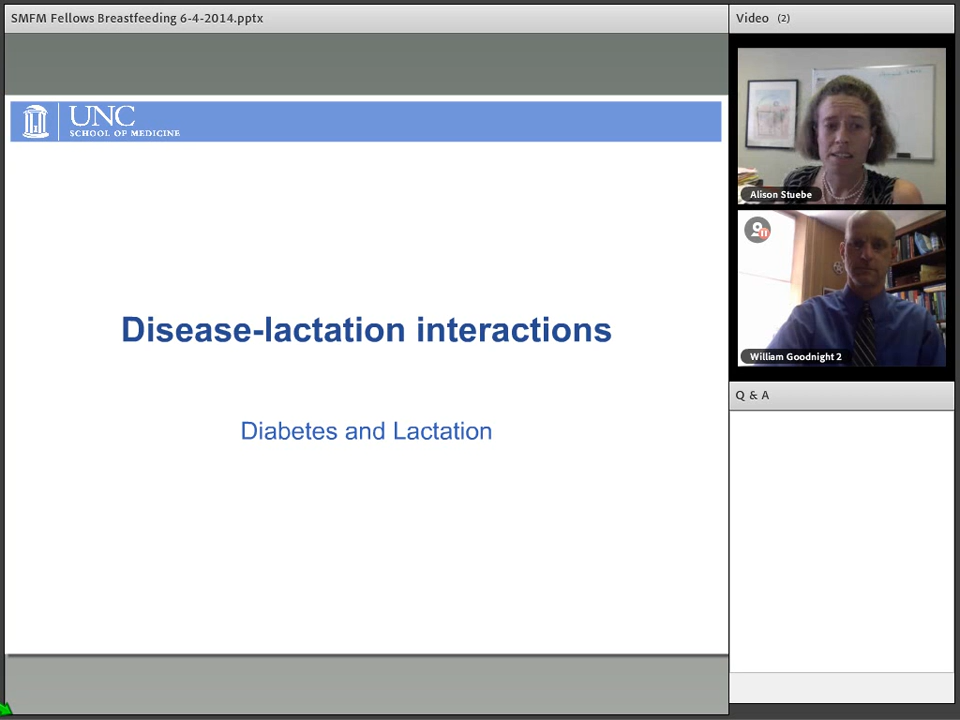 SMFM Fellows Breastfeeding 6-4-2014.pptx
Video (2)
UNC
SCHOOL OF MEDICINE
Disease-lactation interactions
Diabetes and Lactation
Alison Stuebe
William Goodnight 2
Q & A